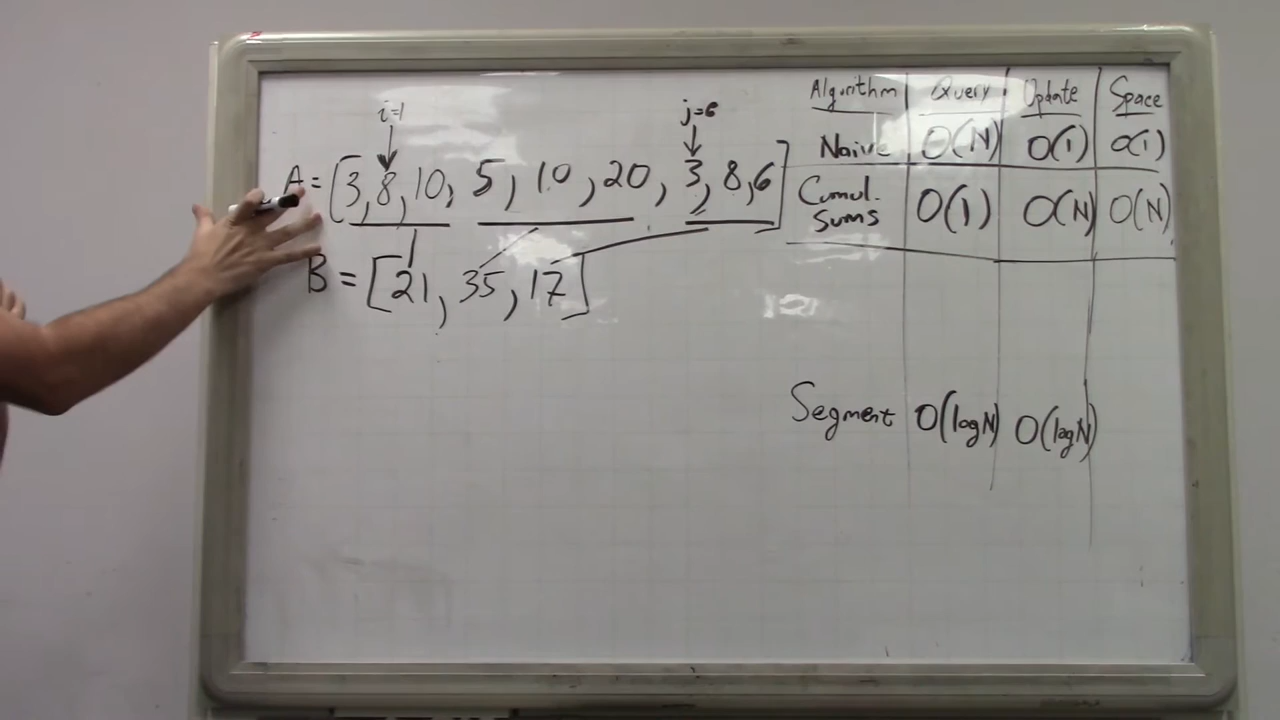 i=1
j=6
A=[3,8,10,5,10,20,3,8,6]
B=[21,35,17]
Algorithm Query Update Space
Naive O(N) O(1) O(1)
Cumul. Sums O(1) O(N) O(N)
Segment O(logN) O(logN)